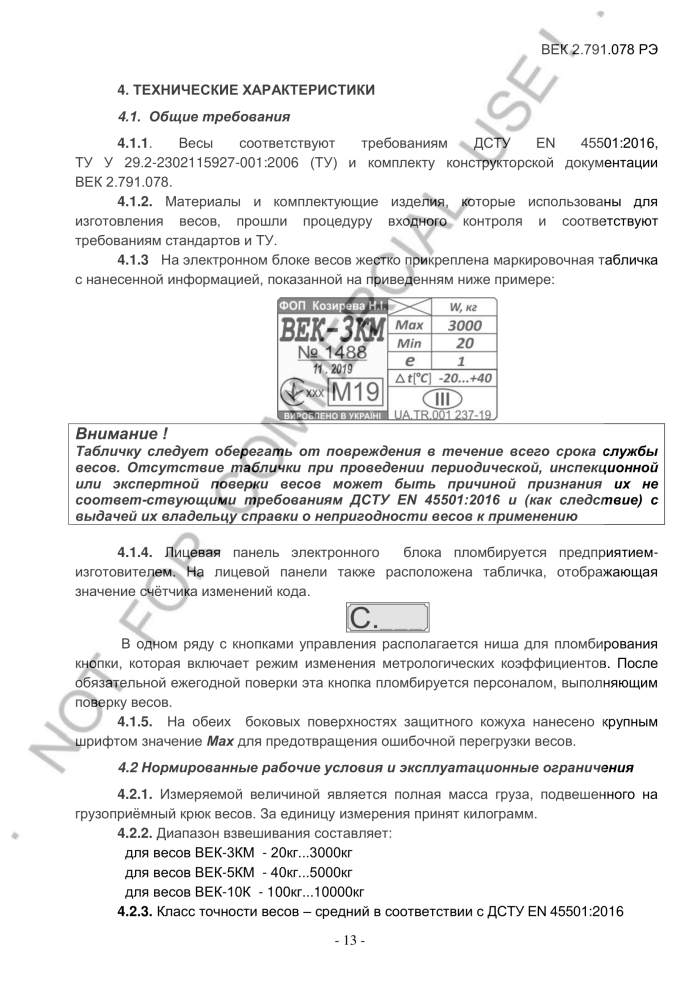 ВЕК 2.791.078 РЭ
4. ТЕХНИЧЕСКИЕ ХАРАКТЕРИСТИКИ
4.1. Общие требования
4.1.1. Весы соответствуют требованиям ДСТУ EN 45501:2016,
ТУ У 29.2-2302115927-001:2006 (ТУ) и комплекту конструкторской документации
ВЕК 2.791.078.
4.1.2. Материалы и комплектующие изделия, которые использованы для
изготовления весов, прошли процедуру входного контроля и соответствуют
требованиям стандартов и ТУ.
4.1.3 На электронном блоке весов жестко прикреплена маркировочная табличка
с нанесенной информацией, показанной на приведенням ниже примере:
ФОП Козирева Н.І.
ВЕК-3КМ
№ 1488
11 . 2019
xxx М19
ВИРОБЛЕНО В УКРАЇНІ
W, кг
Max 3000
Min 20
e 1
Δt[°C] -20...+40
III
UA.TR.001 237-19
Внимание !
Табличку следует оберегать от повреждения в течение всего срока службы
весов. Отсутствие таблички при проведении периодической, инспекционной
или экспертной поверки весов может быть причиной признания их не
соответ-ствующими требованиям ДСТУ EN 45501:2016 и (как следствие) с
выдачей их владельцу справки о непригодности весов к применению
4.1.4. Лицевая панель электронного блока пломбируется предприятием-
изготовителем. На лицевой панели также расположена табличка, отображающая
значение счётчика изменений кода.
С.___
В одном ряду с кнопками управления располагается ниша для пломбирования
кнопки, которая включает режим изменения метрологических коэффициентов. После
обязательной ежегодной поверки эта кнопка пломбируется персоналом, выполняющим
поверку весов.
4.1.5. На обеих боковых поверхностях защитного кожуха нанесено крупным
шрифтом значение Max для предотвращения ошибочной перегрузки весов.
4.2 Нормированные рабочие условия и эксплуатационные ограничения
4.2.1. Измеряемой величиной является полная масса груза, подвешенного на
грузоприёмный крюк весов. За единицу измерения принят килограмм.
4.2.2. Диапазон взвешивания составляет:
для весов ВЕК-3КМ - 20кг...3000кг
для весов ВЕК-5КМ - 40кг...5000кг
для весов ВЕК-10К - 100кг...10000кг
4.2.3. Класс точности весов – средний в соответствии с ДСТУ EN 45501:2016
- 13 -
NOT FOR COMMERCIAL USE !